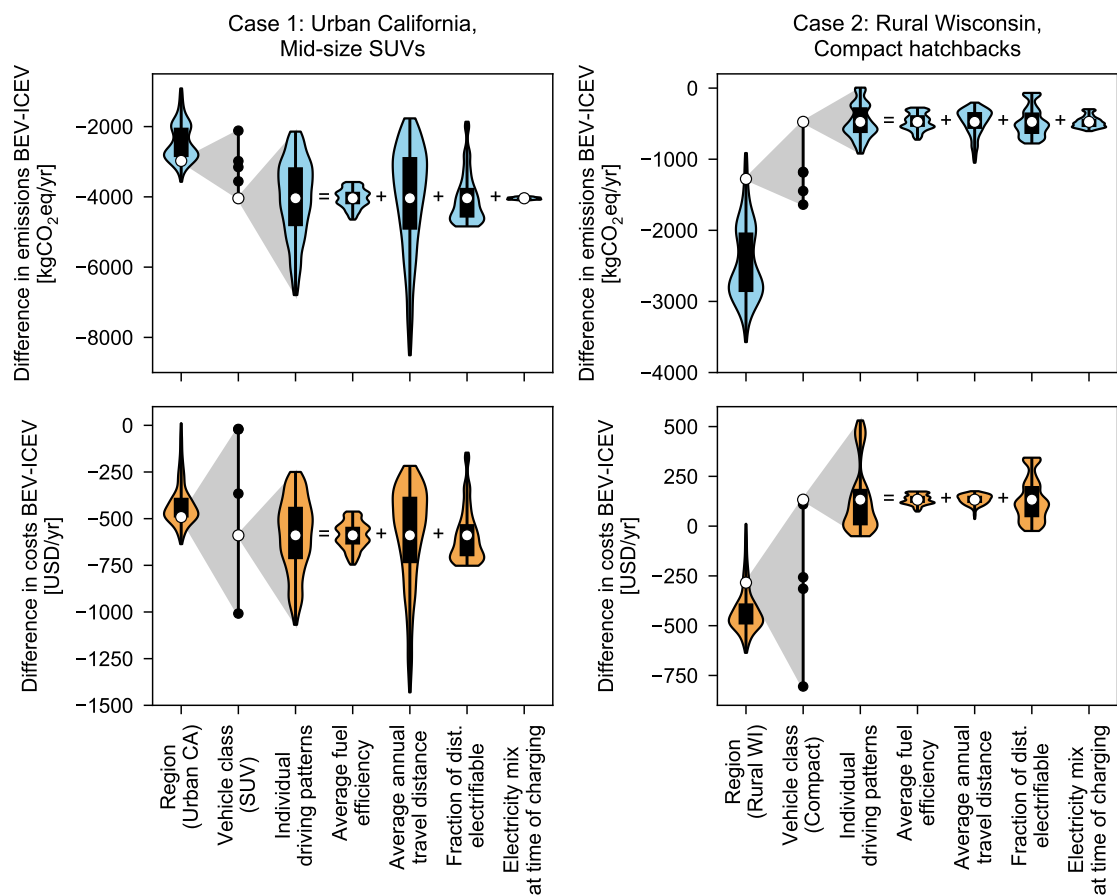 Case 1: Urban California,
Mid-size SUVs
Case 2: Rural Wisconsin,
Compact hatchbacks
Difference in emissions BEV-ICEV
[kgCO2eq/yr]
−2000
−4000
−6000
−8000
= + + +
Difference in emissions BEV-ICEV
[kgCO2eq/yr]
0
−1000
−2000
−3000
−4000
= + + +
Difference in costs BEV-ICEV
[USD/yr]
0
−250
−500
−750
−1000
−1250
−1500
= + +
Difference in costs BEV-ICEV
[USD/yr]
500
250
0
−250
−500
−750
= + +
Region
(Urban CA)
Vehicle class
(SUV)
Individual
driving patterns
Average fuel
efficiency
Average annual
travel distance
Fraction of dist.
electrifiable
Electricity mix
at time of charging
Region
(Rural WI)
Vehicle class
(Compact)
Individual
driving patterns
Average fuel
efficiency
Average annual
travel distance
Fraction of dist.
electrifiable
Electricity mix
at time of charging